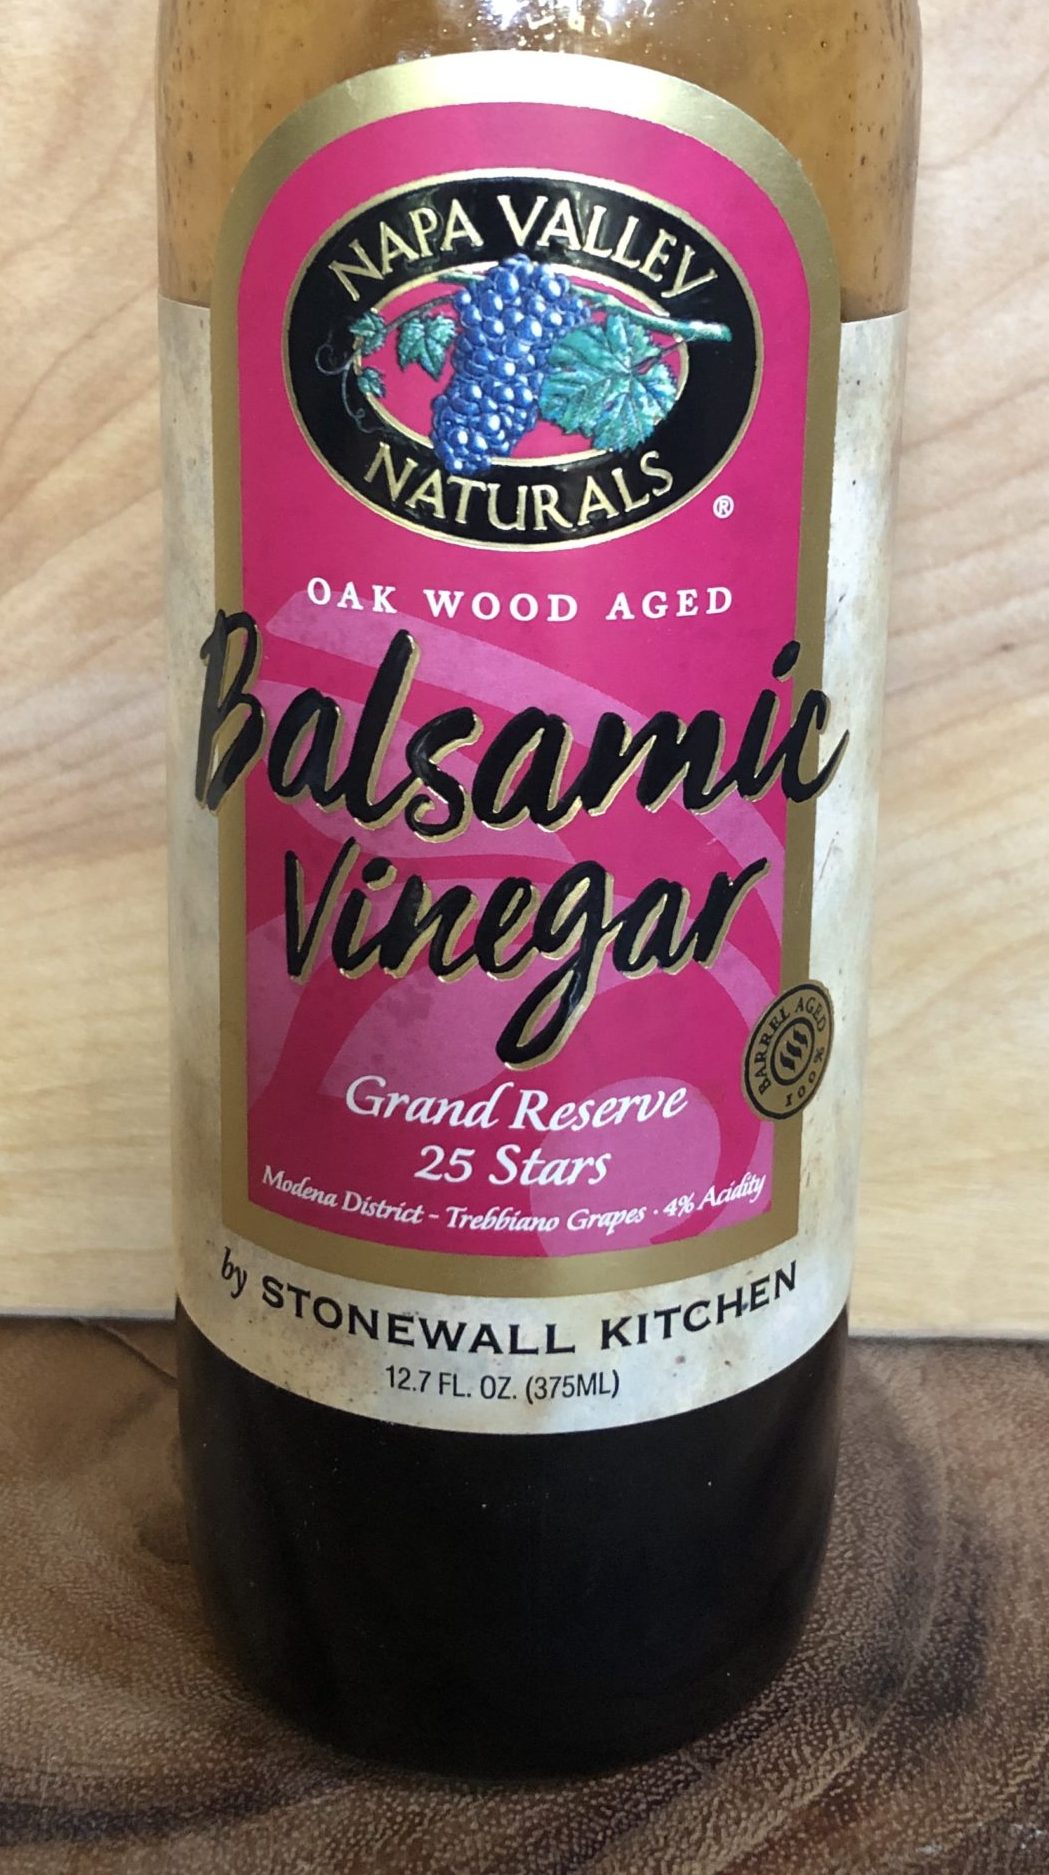 NAPA VALLEY
NATURALS ®
OAK WOOD AGED
Balsamic
Vinegar
BARREL AGED
100%
Grand Reserve
25 Stars
Modena District - Trebbiano Grapes · 4% Acidity
by STONEWALL KITCHEN
12.7 FL. OZ. (375ML)